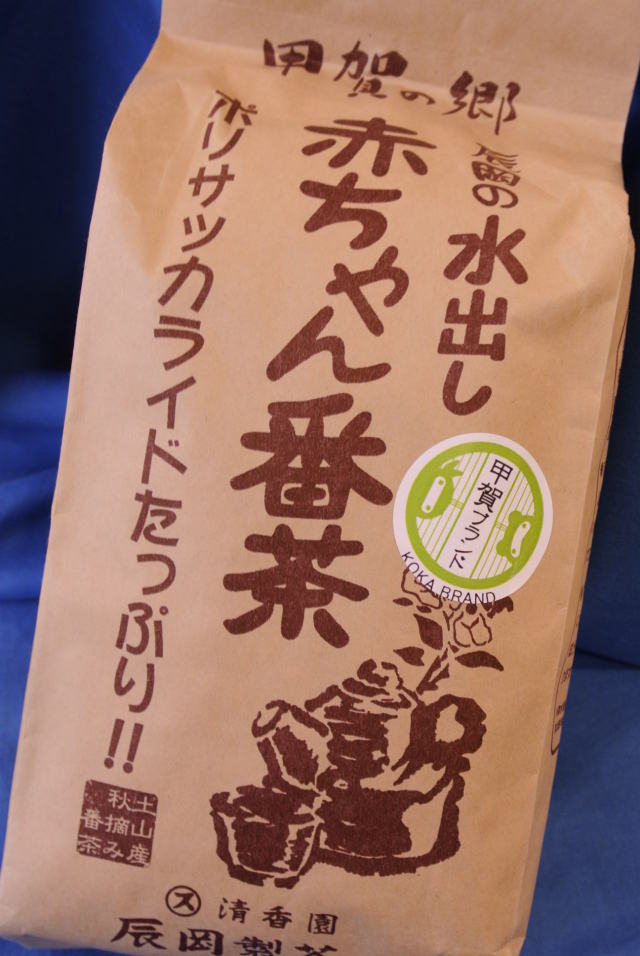 甲賀の郷
辰岡の水出し
赤ちゃん番茶
ポリサッカライドたっぷり!!
甲賀ブランド
KOKA BRAND
土山産
秋摘み
番茶
ス 清香園
辰岡製茶